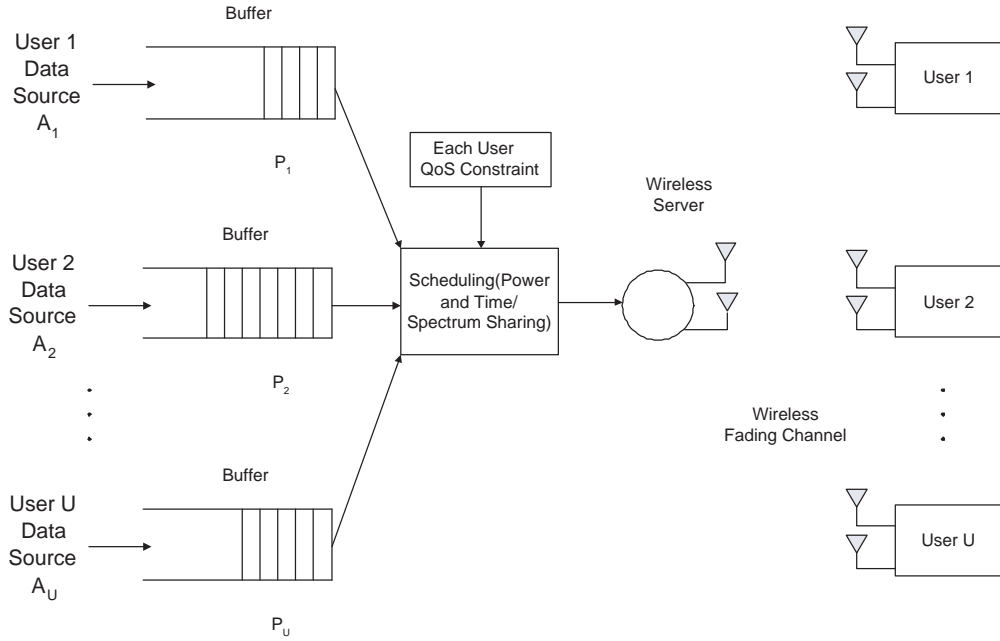 Buffer
User 1
Data
Source
A₁
P₁
Each User
QoS Constraint
User 1
Buffer
User 2
Data
Source
A₂
P₂
Scheduling(Power
and Time/
Spectrum Sharing)
Wireless
Server
User 2
Wireless
Fading Channel
Buffer
User U
Data
Source
A_U
P_U
User U